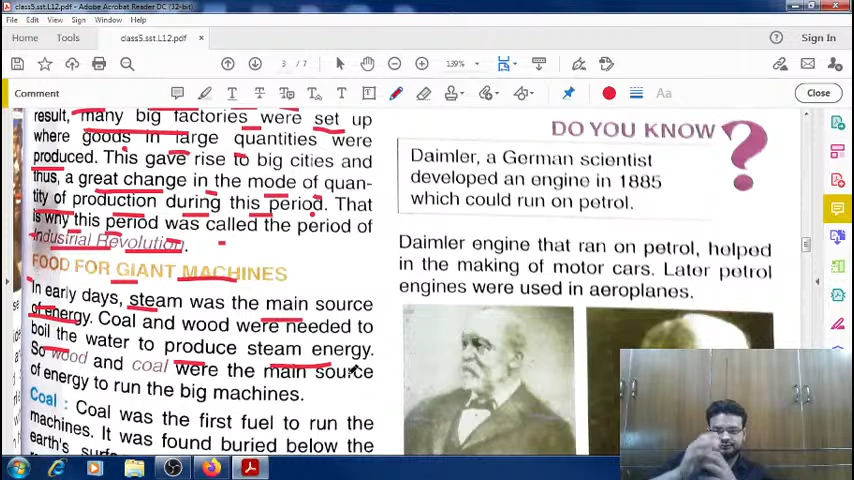 class5.sst.L12.pdf - Adobe Acrobat Reader DC (32-bit)
File Edit View Sign Window Help
Home Tools class5.sst.L12.pdf × Sign In
3 / 7 139%
Comment Aa Close
result, many big factories were set up
where goods in large quantities were
produced. This gave rise to big cities and
thus, a great change in the mode of quan-
tity of production during this period. That
is why this period was called the period of
Industrial Revolution.
FOOD FOR GIANT MACHINES
In early days, steam was the main source
of energy. Coal and wood were needed to
boil the water to produce steam energy.
So wood and coal were the main source
of energy to run the big machines.
Coal : Coal was the first fuel to run the
machines. It was found buried below the
earth's
DO YOU KNOW ?
Daimler, a German scientist
developed an engine in 1885
which could run on petrol.
Daimler engine that ran on petrol, helped
in the making of motor cars. Later petrol
engines were used in aeroplanes.